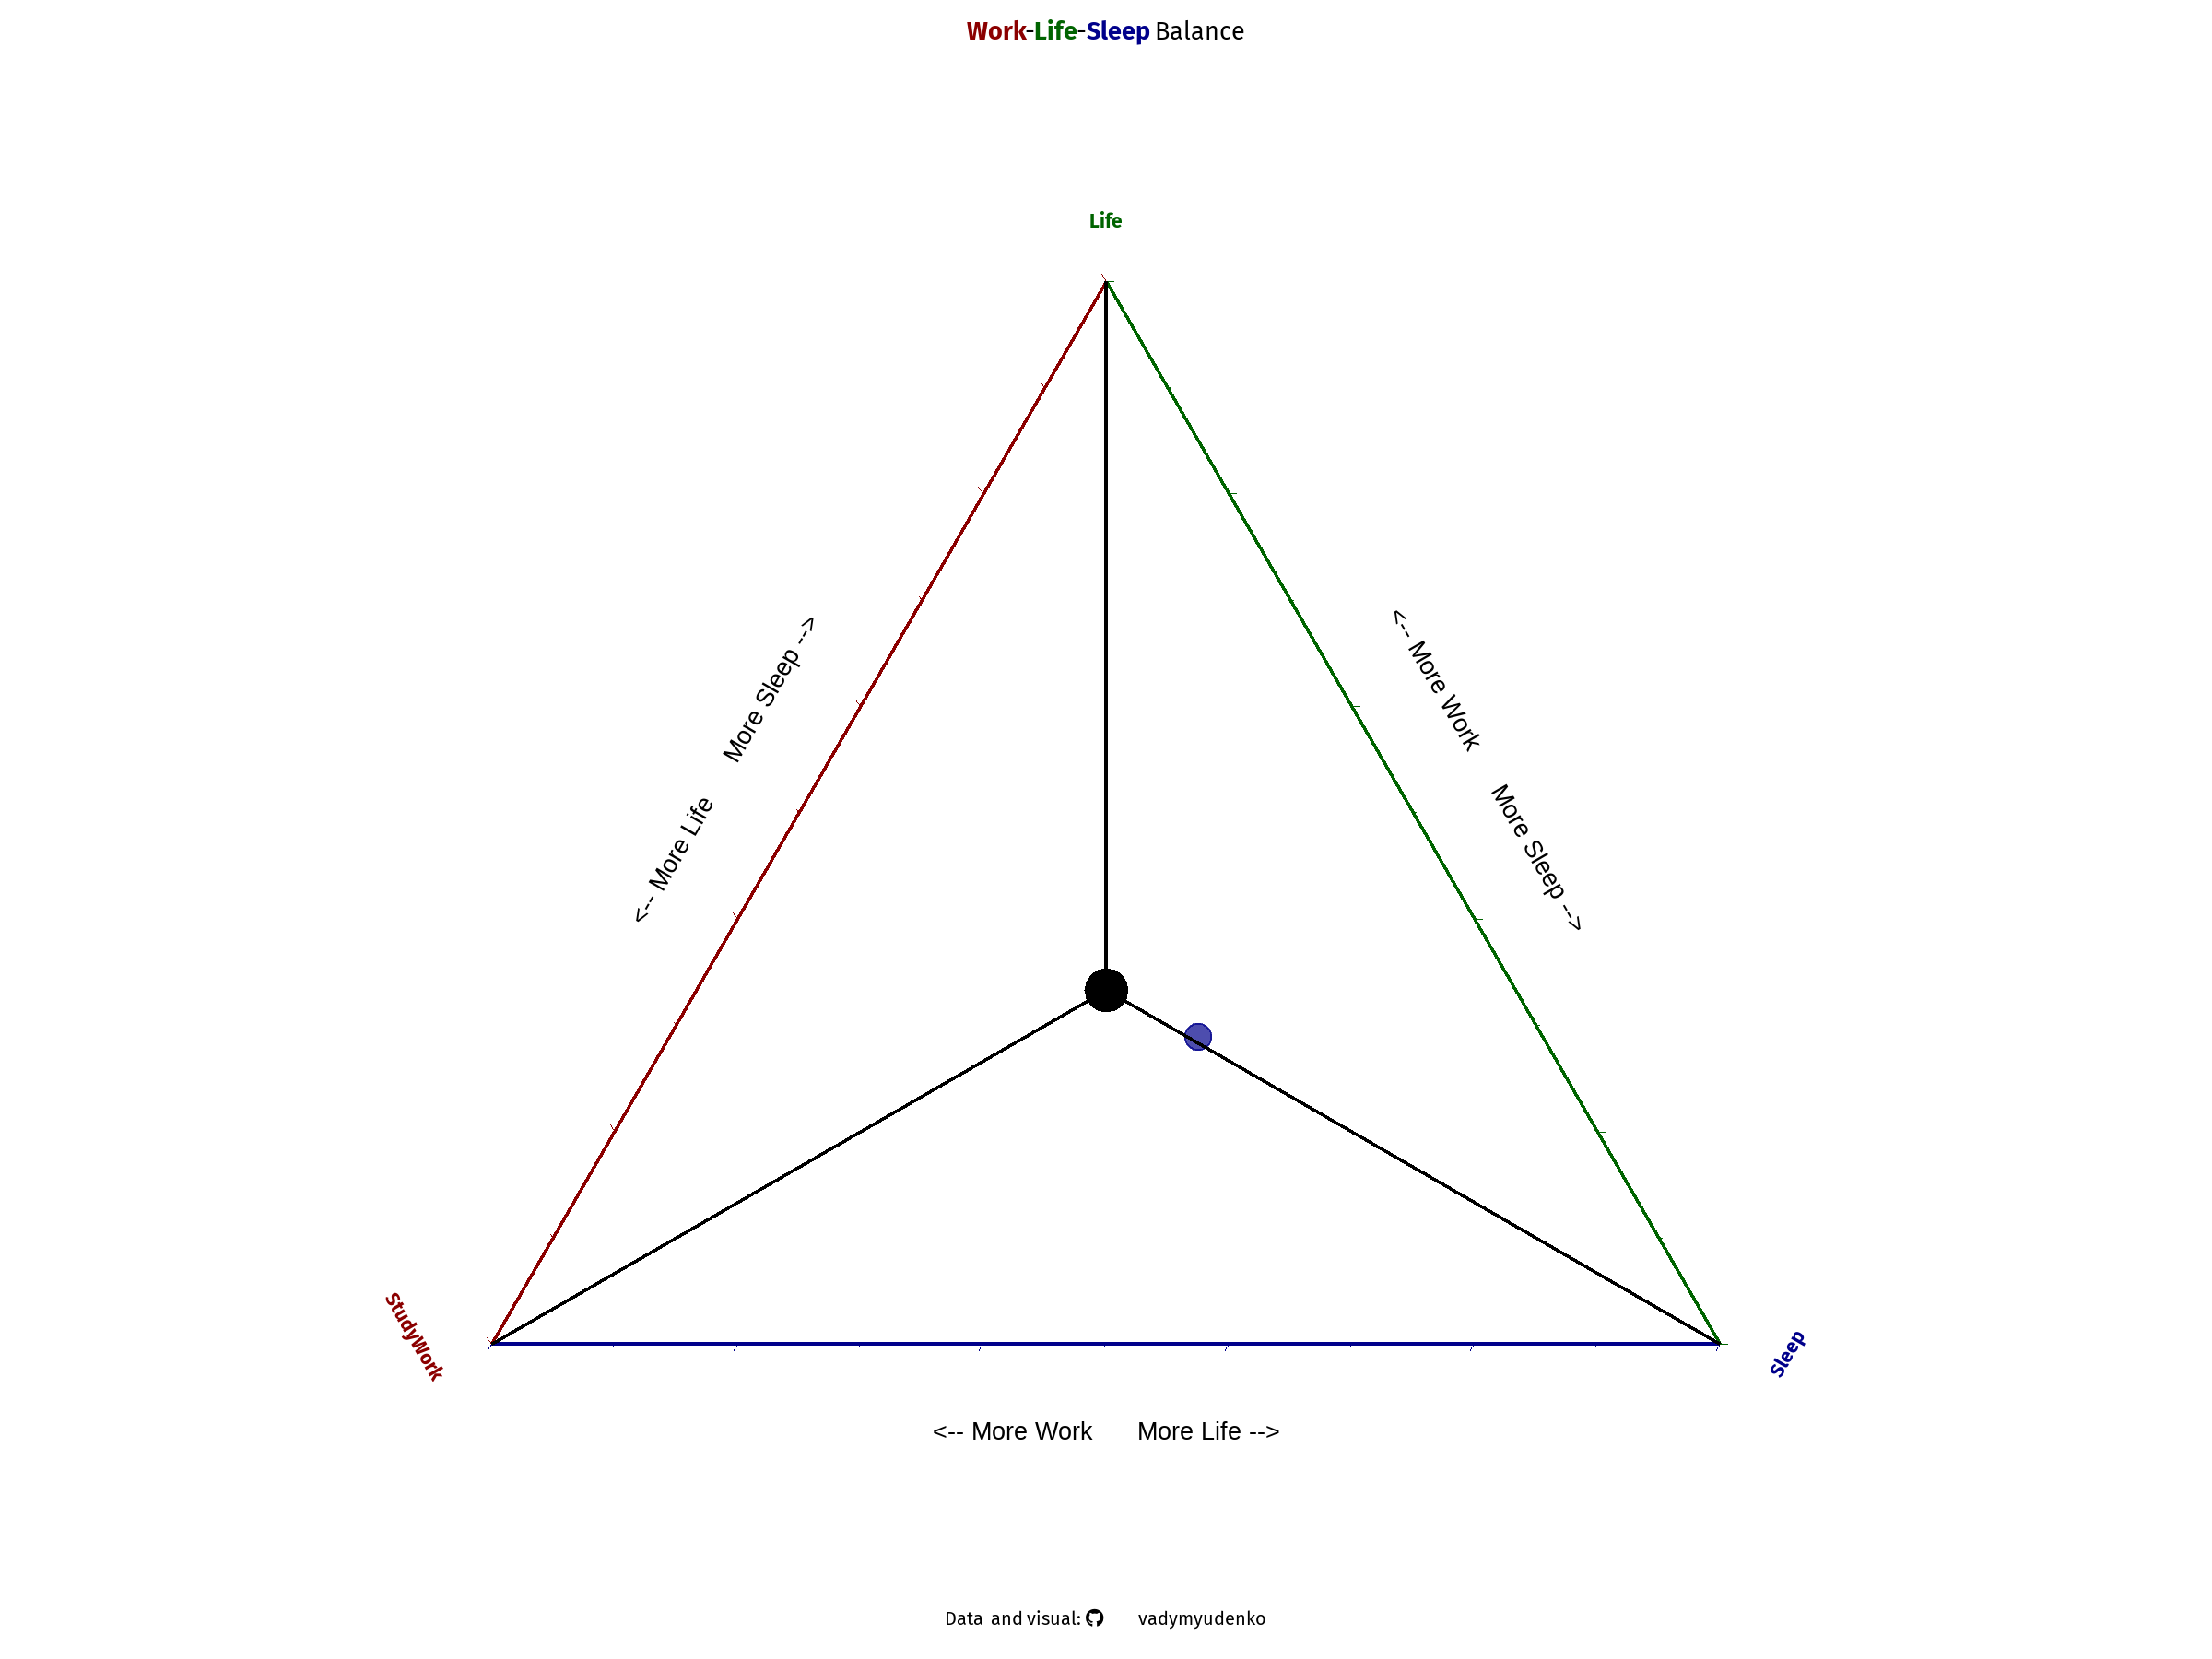 Work-Life-Sleep Balance
Life
<-- More Life     More Sleep -->
<-- More Work     More Sleep -->
StudyWork
Sleep
<-- More Work     More Life -->
Data and visual: vadymyudenko